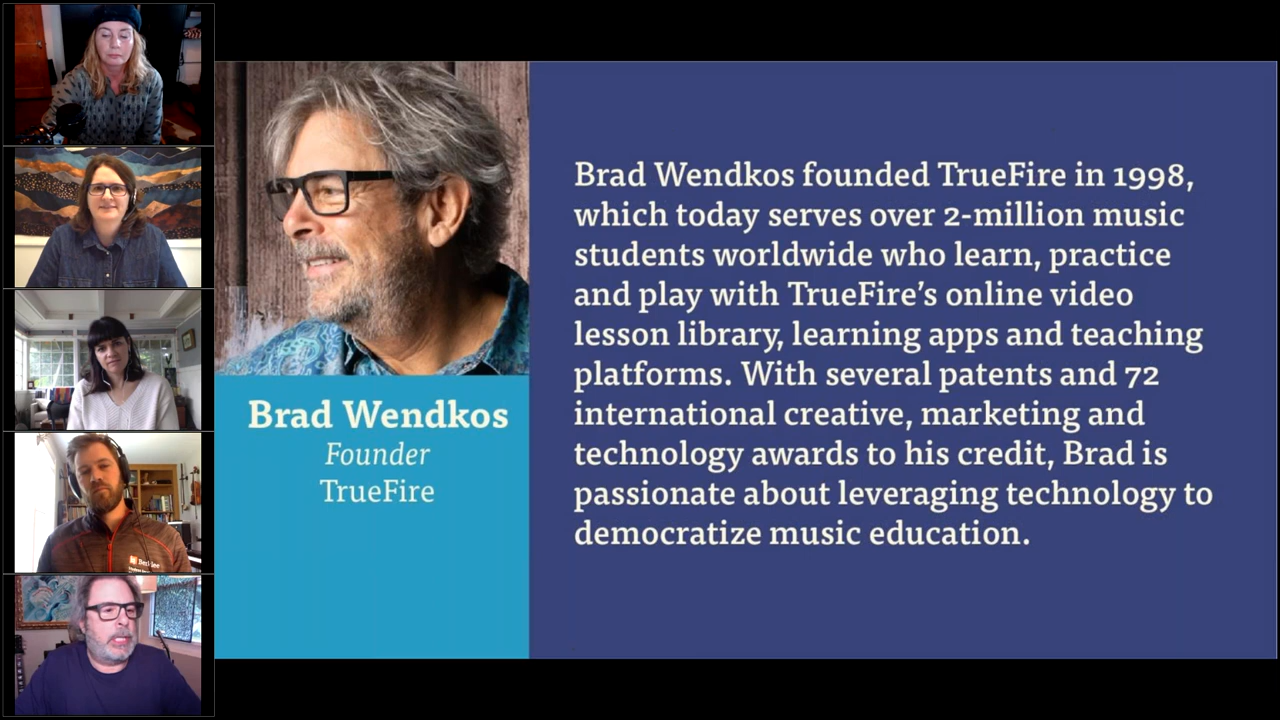 Brad Wendkos
Founder
TrueFire
Brad Wendkos founded TrueFire in 1998,
which today serves over 2-million music
students worldwide who learn, practice
and play with TrueFire’s online video
lesson library, learning apps and teaching
platforms. With several patents and 72
international creative, marketing and
technology awards to his credit, Brad is
passionate about leveraging technology to
democratize music education.